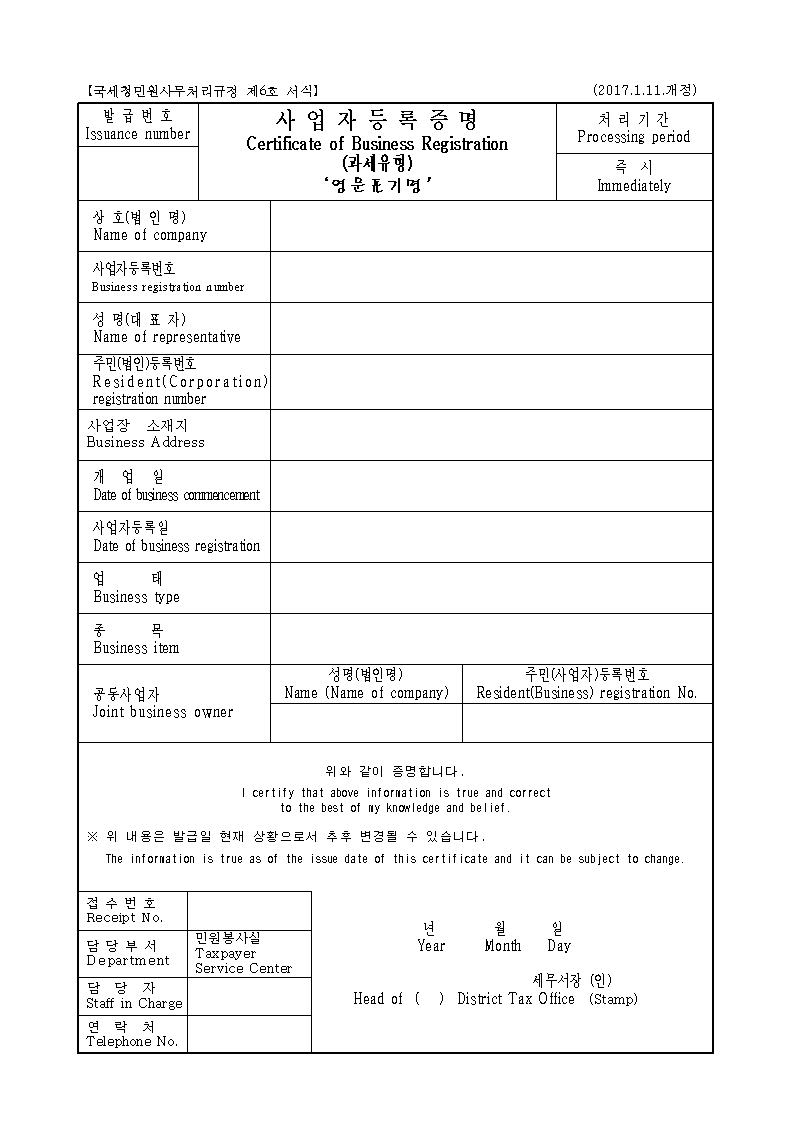 【국세청민원사무처리규정 제6호 서식】
(2017.1.11.개정)
발 급 번 호
Issuance number
사 업 자 등 록 증 명
Certificate of Business Registration
(과세유형)
‘영문표기명’
처 리 기 간
Processing period
즉 시
Immediately
상 호(법 인 명)
Name of company
사업자등록번호
Business registration number
성 명(대 표 자)
Name of representative
주민(법인)등록번호
Resident(Corporation)
registration number
사업장 소재지
Business Address
개 업 일
Date of business commencement
사업자등록일
Date of business registration
업 태
Business type
종 목
Business item
공동사업자
Joint business owner
성명(법인명)
Name (Name of company)
주민(사업자)등록번호
Resident(Business) registration No.
위와 같이 증명합니다.
I certify that above information is true and correct
to the best of my knowledge and belief.
※ 위 내용은 발급일 현재 상황으로서 추후 변경될 수 있습니다.
The information is true as of the issue date of this certificate and it can be subject to change.
접 수 번 호
Receipt No.
담 당 부 서
Department
민원봉사실
Taxpayer
Service Center
담 당 자
Staff in Charge
연 락 처
Telephone No.
년 월 일
Year Month Day
세무서장 (인)
Head of ( ) District Tax Office (Stamp)